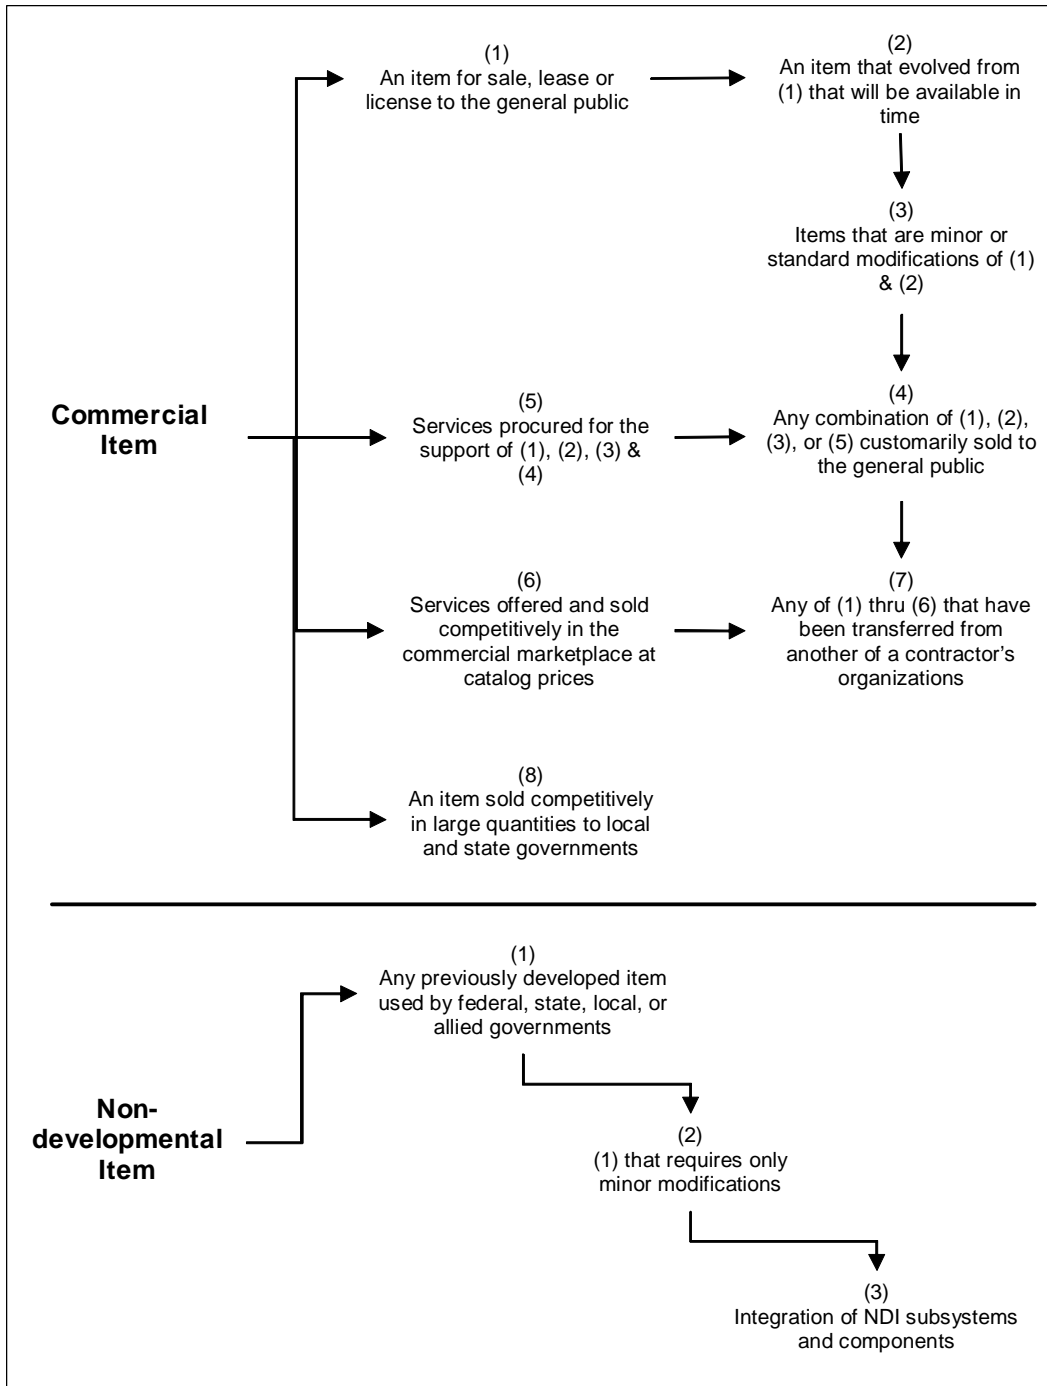 (1)
An item for sale, lease or
license to the general public
(2)
An item that evolved from
(1) that will be available in
time
(3)
Items that are minor or
standard modifications of (1)
& (2)
Commercial
Item
(5)
Services procured for the
support of (1), (2), (3) &
(4)
(4)
Any combination of (1), (2),
(3), or (5) customarily sold to
the general public
(6)
Services offered and sold
competitively in the
commercial marketplace at
catalog prices
(7)
Any of (1) thru (6) that have
been transferred from
another of a contractor's
organizations
(8)
An item sold competitively
in large quantities to local
and state governments
Non-
developmental
Item
(1)
Any previously developed item
used by federal, state, local, or
allied governments
(2)
(1) that requires only
minor modifications
(3)
Integration of NDI subsystems
and components